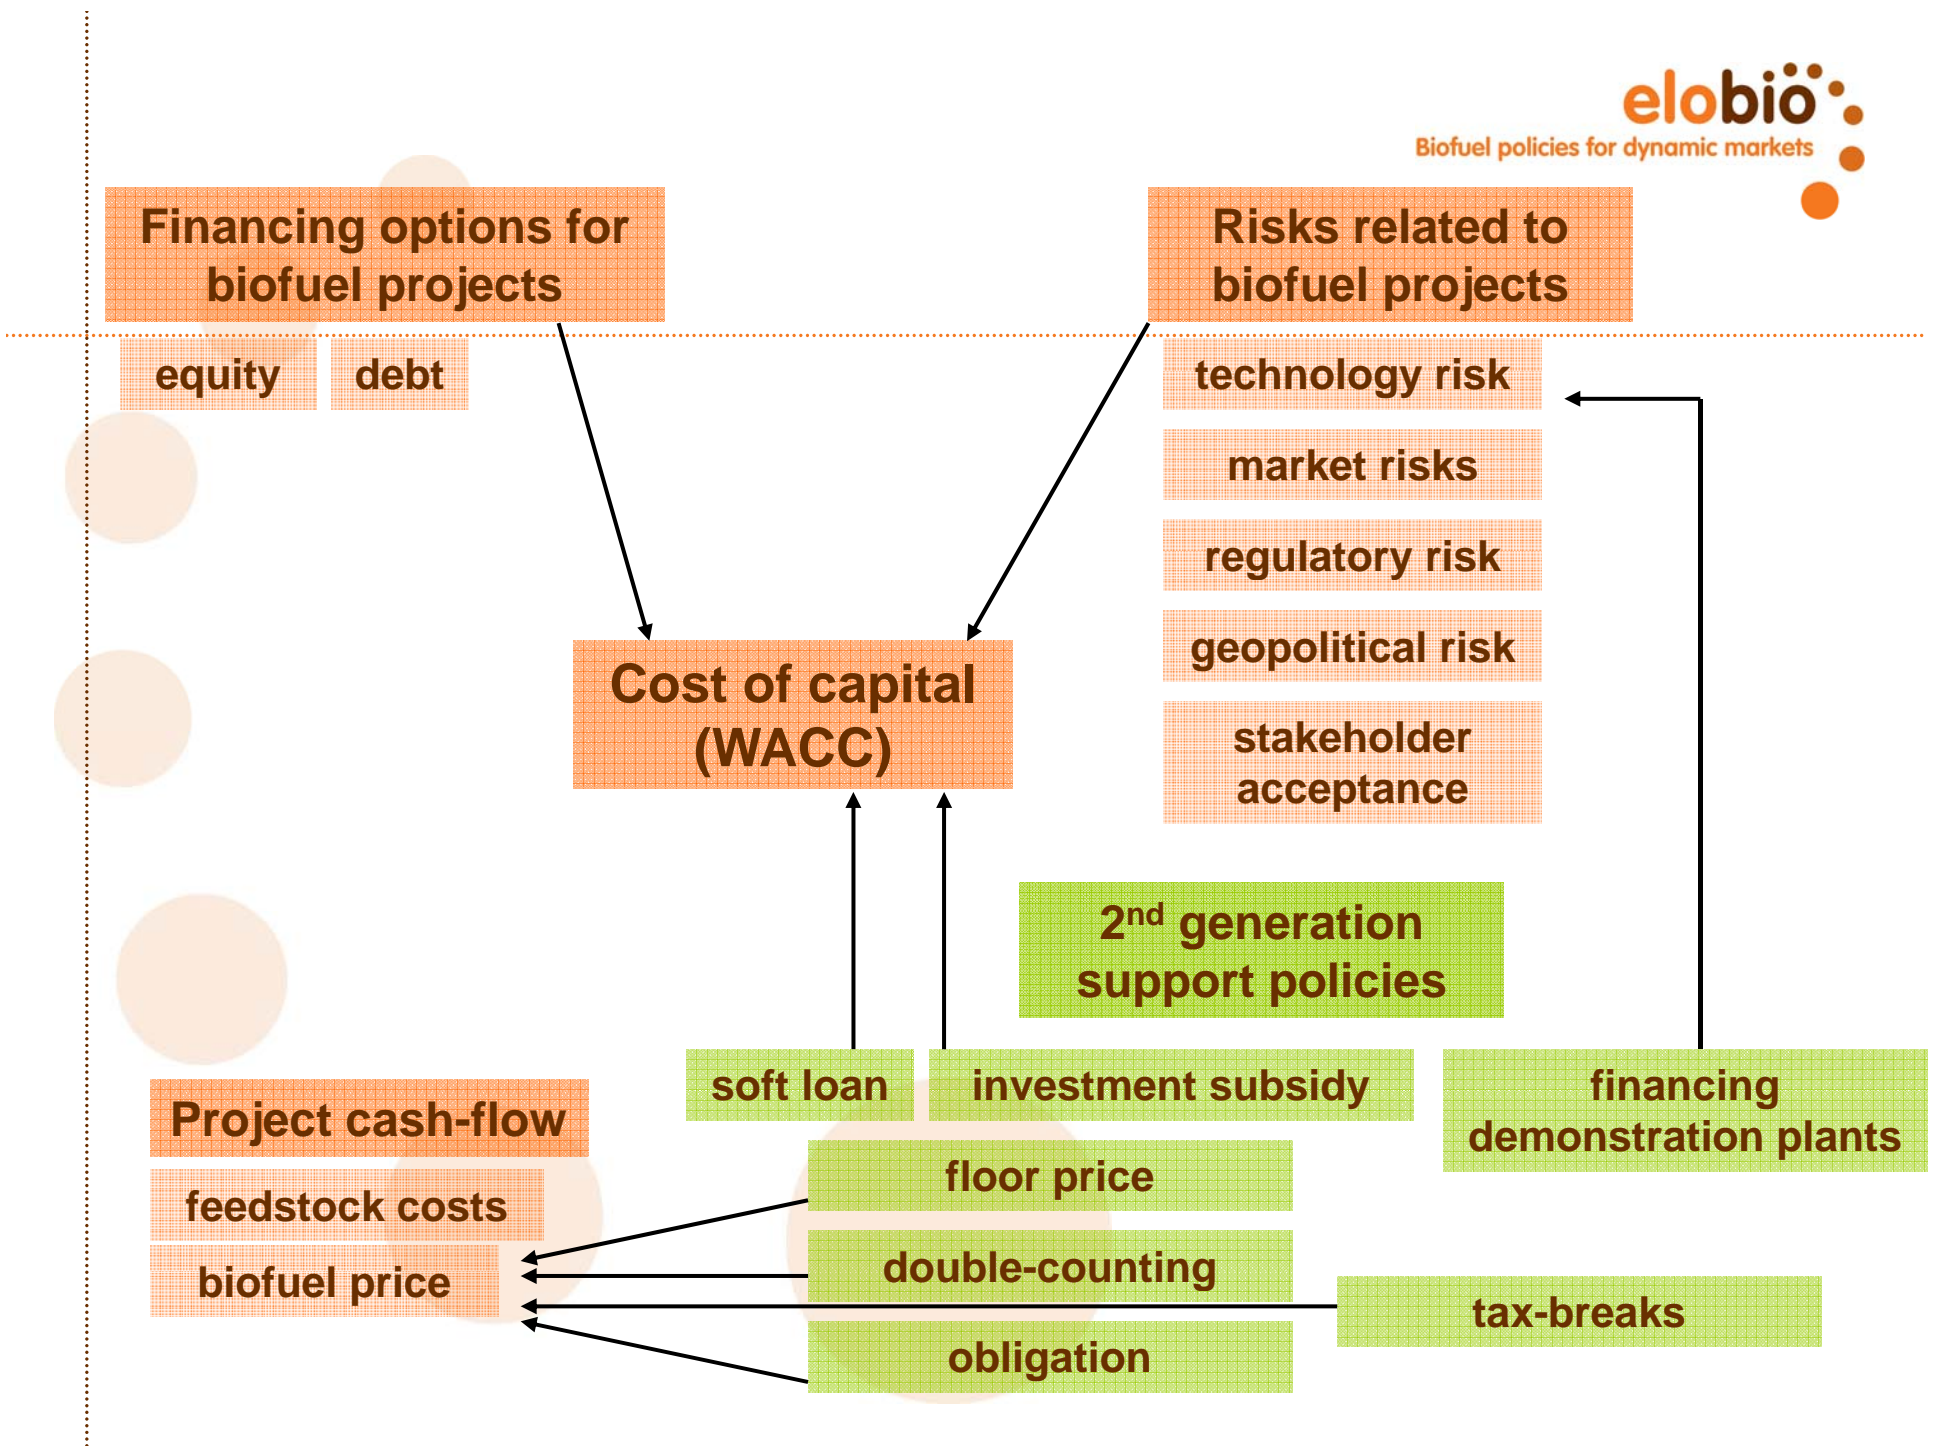 elobio
Biofuel policies for dynamic markets
Financing options for
biofuel projects
Risks related to
biofuel projects
equity
debt
technology risk
market risks
regulatory risk
geopolitical risk
stakeholder
acceptance
Cost of capital
(WACC)
2nd generation
support policies
soft loan
investment subsidy
financing
demonstration plants
Project cash-flow
feedstock costs
biofuel price
floor price
double-counting
tax-breaks
obligation